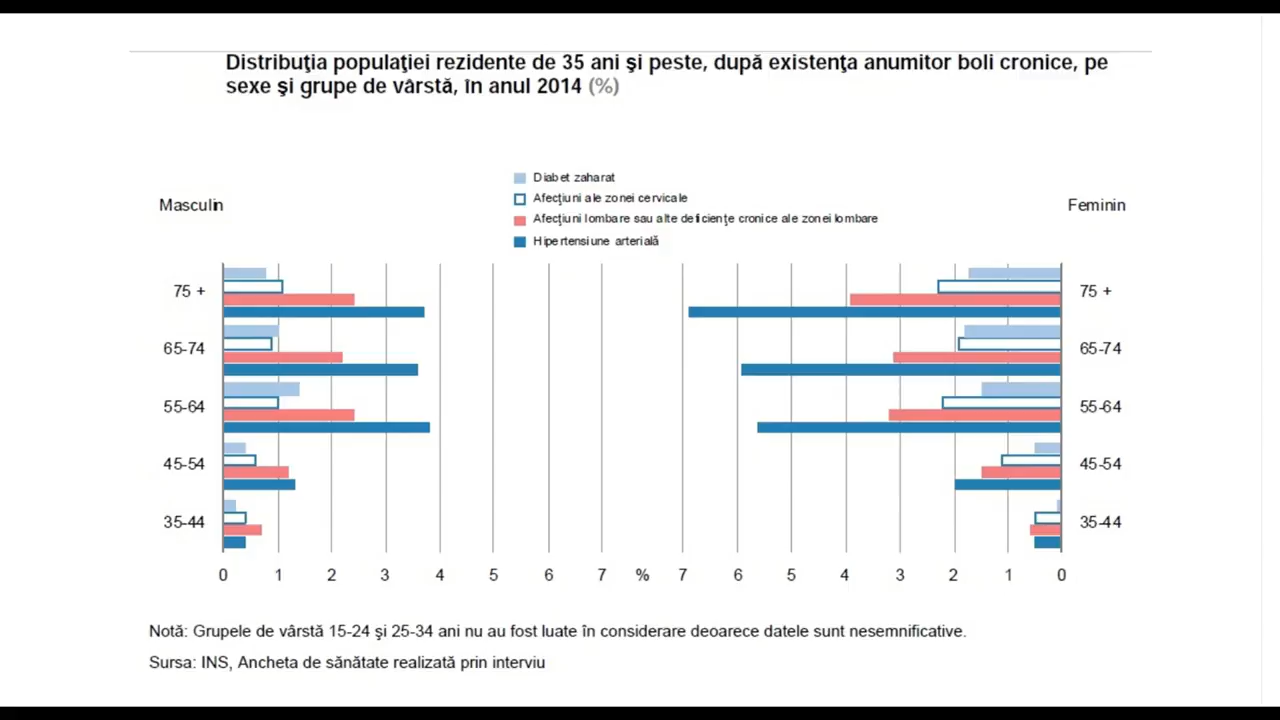 Distribuţia populaţiei rezidente de 35 ani şi peste, după existenţa anumitor boli cronice, pe
sexe şi grupe de vârstă, în anul 2014 (%)
Diabet zaharat
Afecţiuni ale zonei cervicale
Afecţiuni lombare sau alte deficienţe cronice ale zonei lombare
Hipertensiune arterială
Masculin
Feminin
75 +
75 +
65-74
65-74
55-64
55-64
45-54
45-54
35-44
35-44
0 1 2 3 4 5 6 7 % 7 6 5 4 3 2 1 0
Notă: Grupele de vârstă 15-24 şi 25-34 ani nu au fost luate în considerare deoarece datele sunt nesemnificative.
Sursa: INS, Ancheta de sănătate realizată prin interviu